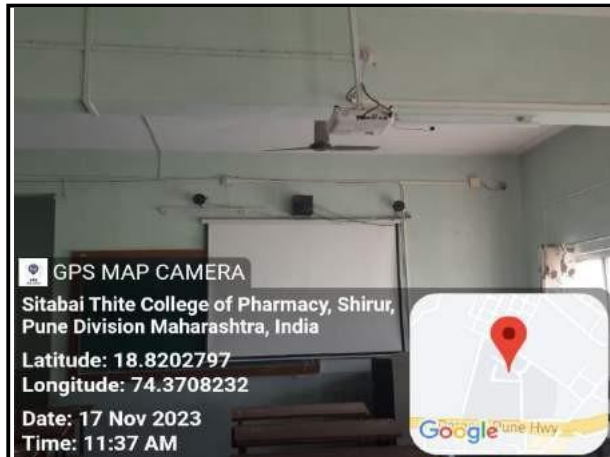 GPS MAP CAMERA
Sitabai Thite College of Pharmacy, Shirur,
Pune Division Maharashtra, India
Latitude: 18.8202797
Longitude: 74.3708232
Date: 17 Nov 2023
Time: 11:37 AM
Google
Pune Hwy